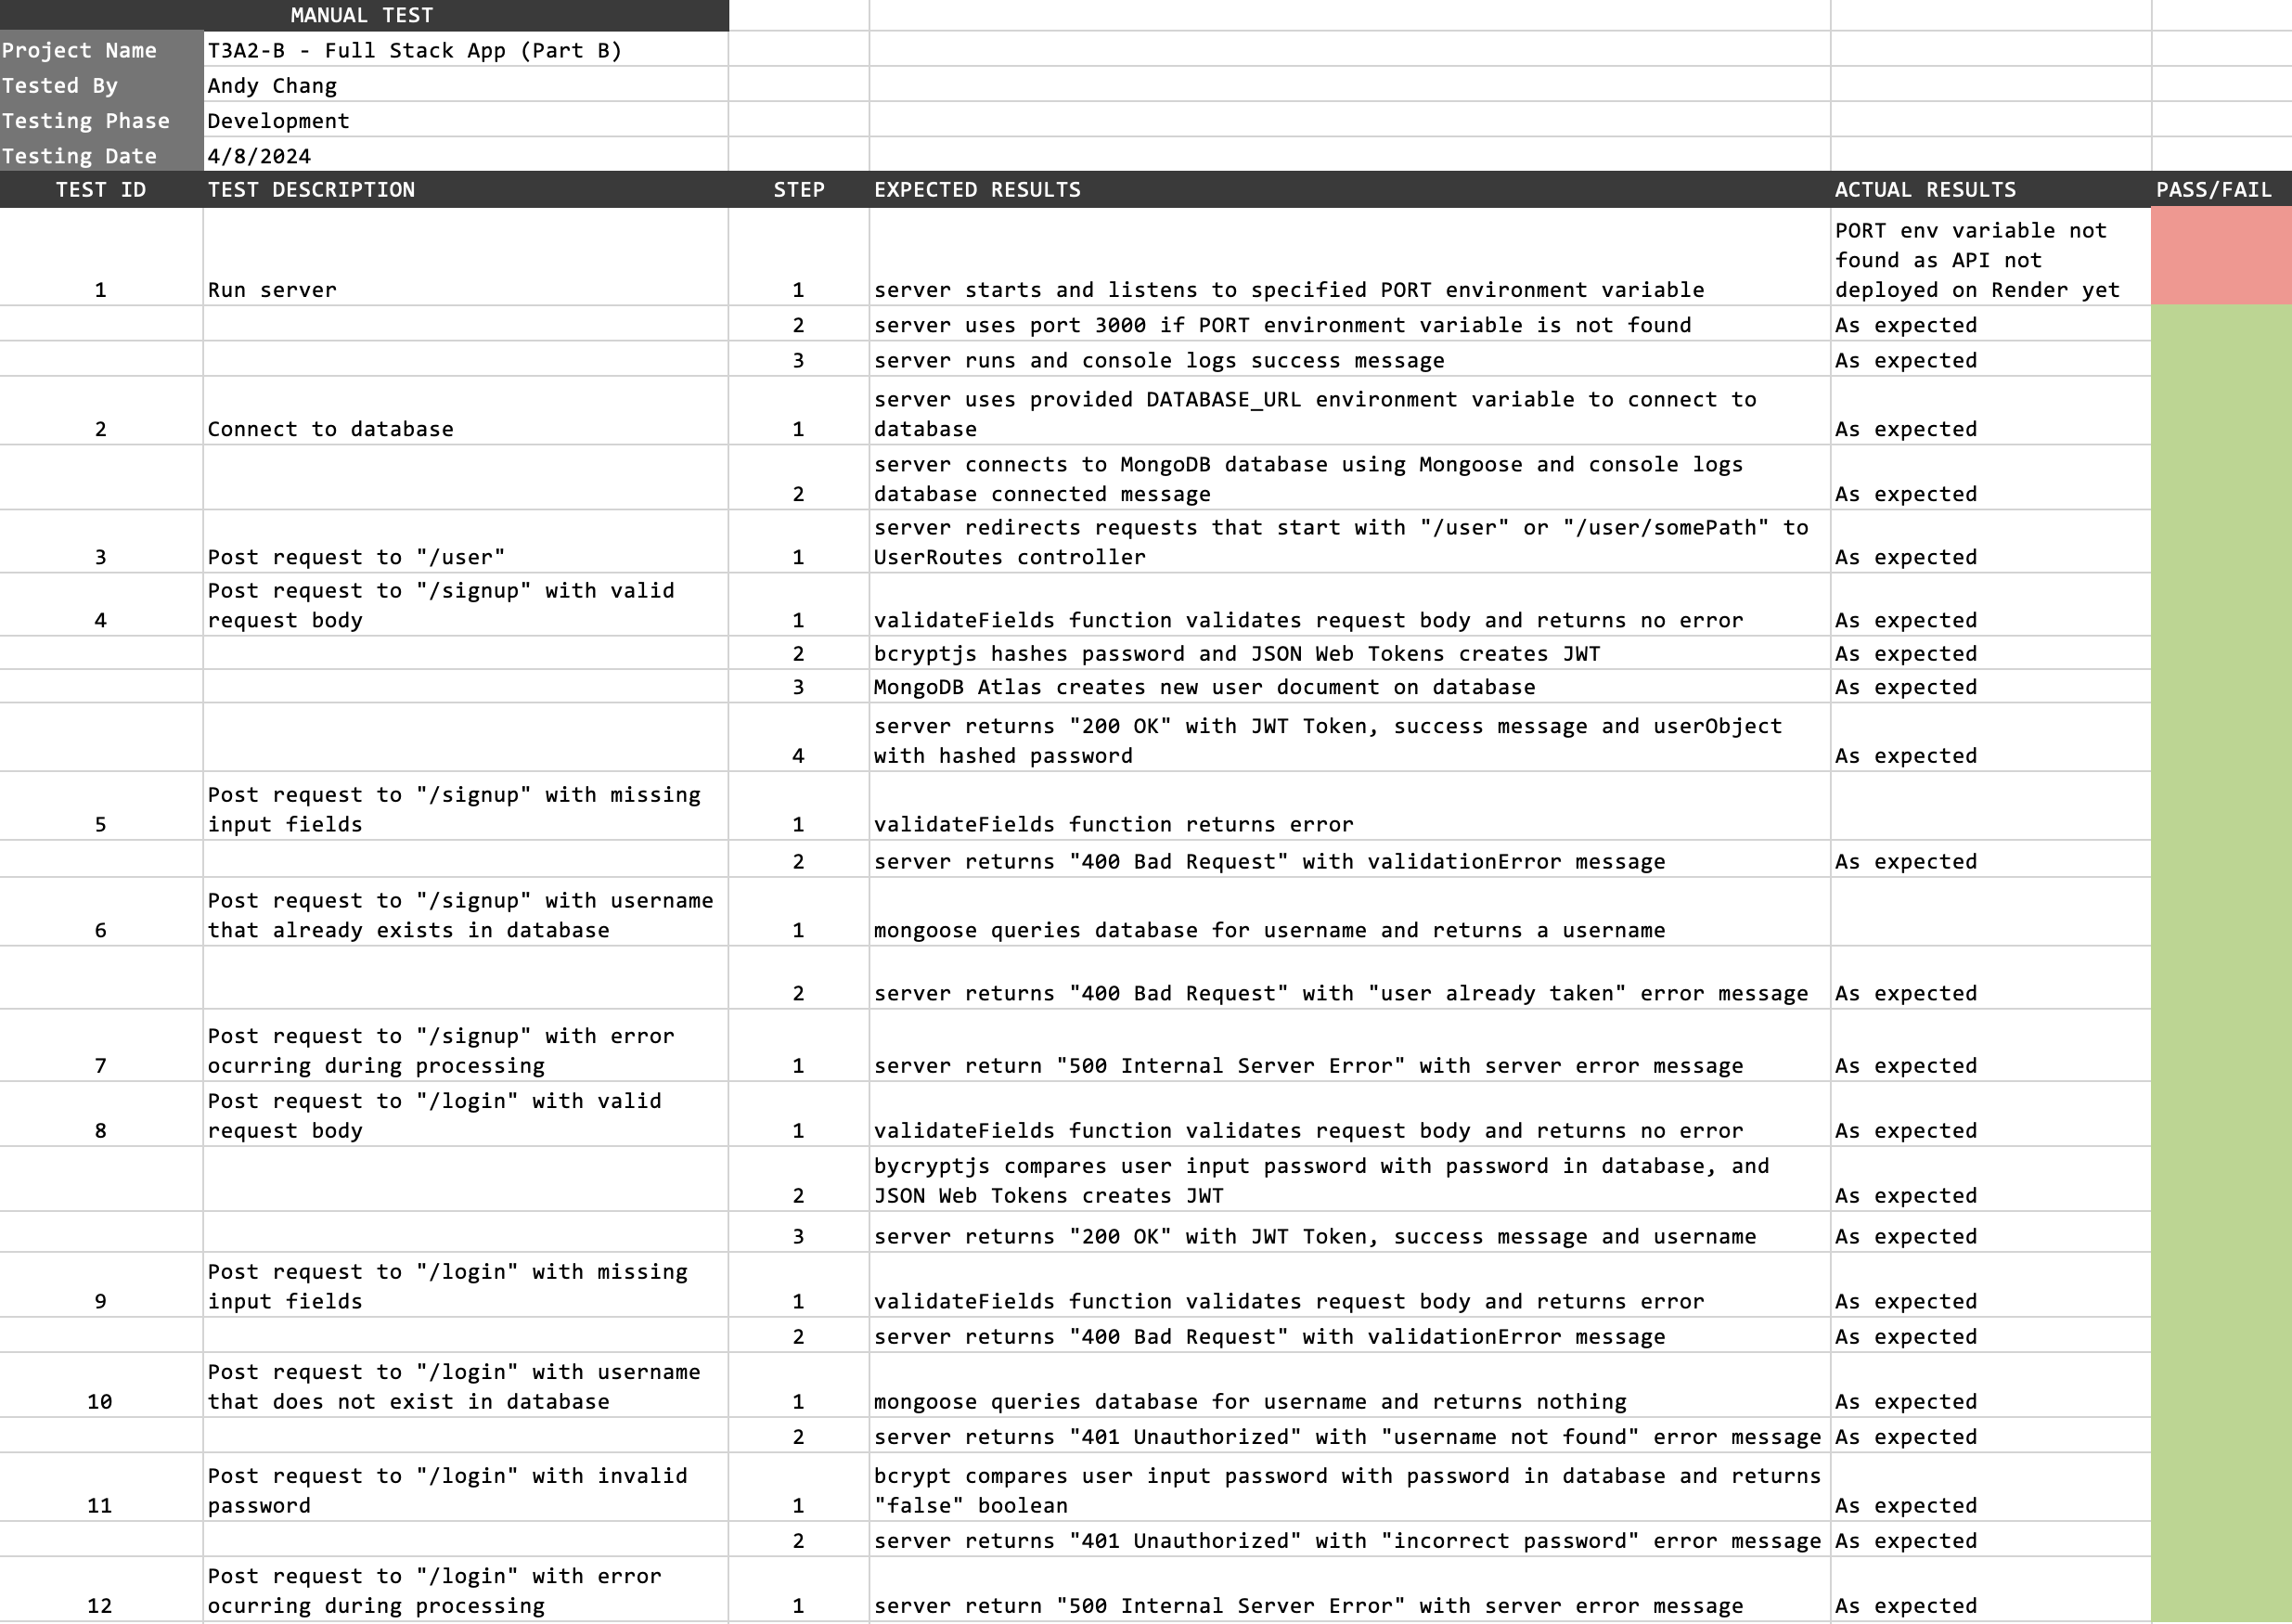 MANUAL TEST
Project Name T3A2-B - Full Stack App (Part B)
Tested By Andy Chang
Testing Phase Development
Testing Date 4/8/2024
TEST ID TEST DESCRIPTION STEP EXPECTED RESULTS ACTUAL RESULTS PASS/FAIL
PORT env variable not
found as API not
1 Run server 1 server starts and listens to specified PORT environment variable deployed on Render yet
2 server uses port 3000 if PORT environment variable is not found As expected
3 server runs and console logs success message As expected
server uses provided DATABASE_URL environment variable to connect to
2 Connect to database 1 database As expected
server connects to MongoDB database using Mongoose and console logs
2 database connected message As expected
server redirects requests that start with "/user" or "/user/somePath" to
3 Post request to "/user" 1 UserRoutes controller As expected
Post request to "/signup" with valid
4 request body 1 validateFields function validates request body and returns no error As expected
2 bcryptjs hashes password and JSON Web Tokens creates JWT As expected
3 MongoDB Atlas creates new user document on database As expected
server returns "200 OK" with JWT Token, success message and userObject
4 with hashed password As expected
Post request to "/signup" with missing
5 input fields 1 validateFields function returns error
2 server returns "400 Bad Request" with validationError message As expected
Post request to "/signup" with username
6 that already exists in database 1 mongoose queries database for username and returns a username
2 server returns "400 Bad Request" with "user already taken" error message As expected
Post request to "/signup" with error
7 ocurring during processing 1 server return "500 Internal Server Error" with server error message As expected
Post request to "/login" with valid
8 request body 1 validateFields function validates request body and returns no error As expected
bycryptjs compares user input password with password in database, and
2 JSON Web Tokens creates JWT As expected
3 server returns "200 OK" with JWT Token, success message and username As expected
Post request to "/login" with missing
9 input fields 1 validateFields function validates request body and returns error As expected
2 server returns "400 Bad Request" with validationError message As expected
Post request to "/login" with username
10 that does not exist in database 1 mongoose queries database for username and returns nothing As expected
2 server returns "401 Unauthorized" with "username not found" error message As expected
Post request to "/login" with invalid bcrypt compares user input password with password in database and returns
11 password 1 "false" boolean As expected
2 server returns "401 Unauthorized" with "incorrect password" error message As expected
Post request to "/login" with error
12 ocurring during processing 1 server return "500 Internal Server Error" with server error message As expected